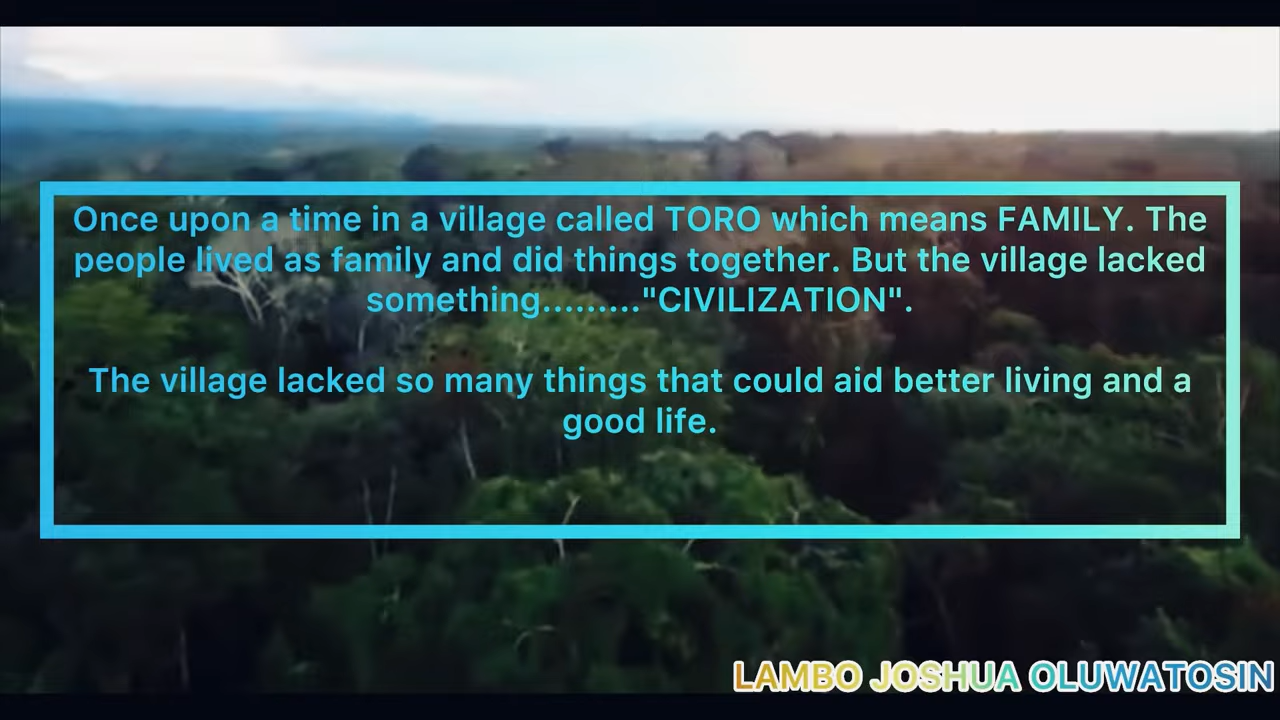 Once upon a time in a village called TORO which means FAMILY. The
people lived as family and did things together. But the village lacked
something.........."CIVILIZATION".
The village lacked so many things that could aid better living and a
good life.
LAMBO JOSHUA OLUWATOSIN